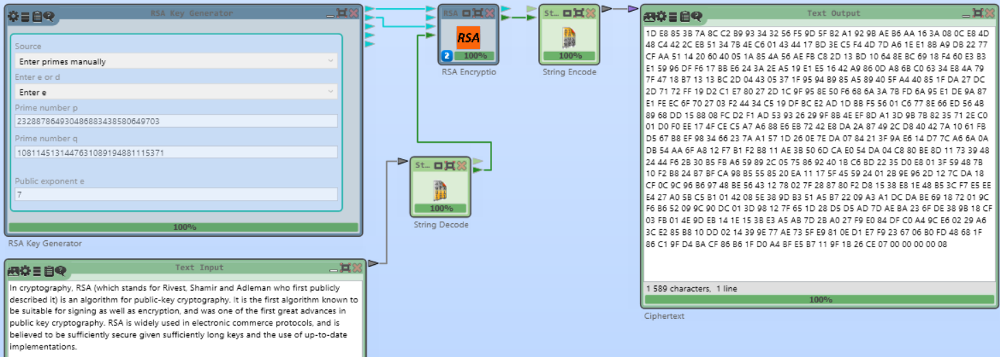 RSA Key Generator
Source
Enter primes manually
Enter e or d
Enter e
Prime number p
232887864930486883438580649703
Prime number q
1081145131447631089194881115371
Public exponent e
7
100%
RSA Key Generator
Text Input
In cryptography, RSA (which stands for Rivest, Shamir and Adleman who first publicly
described it) is an algorithm for public-key cryptography. It is the first algorithm known to
be suitable for signing as well as encryption, and was one of the first great advances in
public key cryptography. RSA is widely used in electronic commerce protocols, and is
believed to be sufficiently secure given sufficiently long keys and the use of up-to-date
implementations.
RSA
RSA
2
100%
RSA Encryptio
St...
100%
String Encode
St...
100%
String Decode
Text Output
1D E8 85 3B 7A 8C C2 B9 93 34 32 56 F5 9D 5F B2 A1 92 9B AE B6 AA 16 3A 08 0C E8 4D
48 C4 42 2C EB 51 34 7B 4E C6 01 43 44 17 BD 3E C5 F4 4D 7D A6 1E E1 8B A9 DB 22 77
CF AA 51 14 20 60 40 05 1A 85 4A 56 AE FB C8 2D 13 BD 10 64 8E BC 69 18 F4 60 E3 B3
E1 59 96 DF F6 17 BB E6 24 3A 2E A5 19 E1 E5 16 42 A9 86 0D A8 6B C0 63 34 E8 4A 79
7F 47 18 B7 13 13 BC 2D 04 43 05 37 1F 95 94 B9 85 A5 89 40 5F A4 40 85 1F DA 27 DC
2D 71 72 FF 19 D2 C1 E7 80 27 2D 1C 9F 95 8E 50 F6 68 6A 3A 7B FD 6A 95 E1 DE 9A 87
E1 FE EC 6F 70 27 03 F2 44 34 C5 19 DF BC E2 AD 1D BB F5 56 01 C6 77 8E 66 ED 56 4B
89 68 DD 15 88 08 FC D2 F1 AD 53 93 26 29 9F 8B 4E EF 8D A1 3D 9B 7B 82 35 71 2E C0
01 D0 F0 EE 17 4F CE C5 A7 A6 88 E6 EB 72 42 E8 DA 2A 87 49 2C D8 40 42 7A 10 61 FB
D5 67 B8 EF 98 34 66 23 7A A1 57 1D 26 0E 7E DA 07 84 21 3F 9A E6 14 D7 7C A6 6A 0A
DB 54 AA 6F A8 12 F7 B1 F2 B8 11 AE 3B 50 6D CA E0 54 DA 04 C8 80 BE 8D 11 73 39 48
24 44 F6 2B 30 B5 FB A6 59 89 2C 05 75 86 92 40 1B C6 BD 22 35 D0 E8 01 3F 59 48 7B
10 F2 B8 24 B7 BF CA 98 B5 55 85 20 EA 11 17 5F 45 59 24 01 2B 9E 96 2D 12 7C DA 18
CF 0C 9C 96 B6 97 48 BE 56 43 12 78 02 7F 28 87 80 F2 D8 15 38 E8 1E 48 B5 3C F7 E5 EE
E4 27 A0 5B C5 B1 01 42 08 5E 38 9D B3 51 A5 B7 22 09 A3 A1 DC DA BE 69 18 72 01 9C
F6 B6 52 09 9C 90 DC 01 3D 98 12 7F 65 1D 28 D5 D5 AD 7D AE BA 23 6F DE 38 9B 18 CF
03 FB 01 4E 9D EB 14 1E 15 3B E3 A5 AB 7D 2B A0 27 F9 E0 84 DF C0 A4 9C E6 02 29 A6
3C E2 85 B8 10 DD 02 14 39 9E 77 AE 73 5F E9 81 0E D1 E7 F9 23 67 06 B0 FD 48 68 1F
86 C1 9F D4 BA CF 86 B6 1F D0 A4 BF E5 B7 11 9F 1B 26 CE 07 00 00 00 00 08
1 589 characters, 1 line
100%
Ciphertext